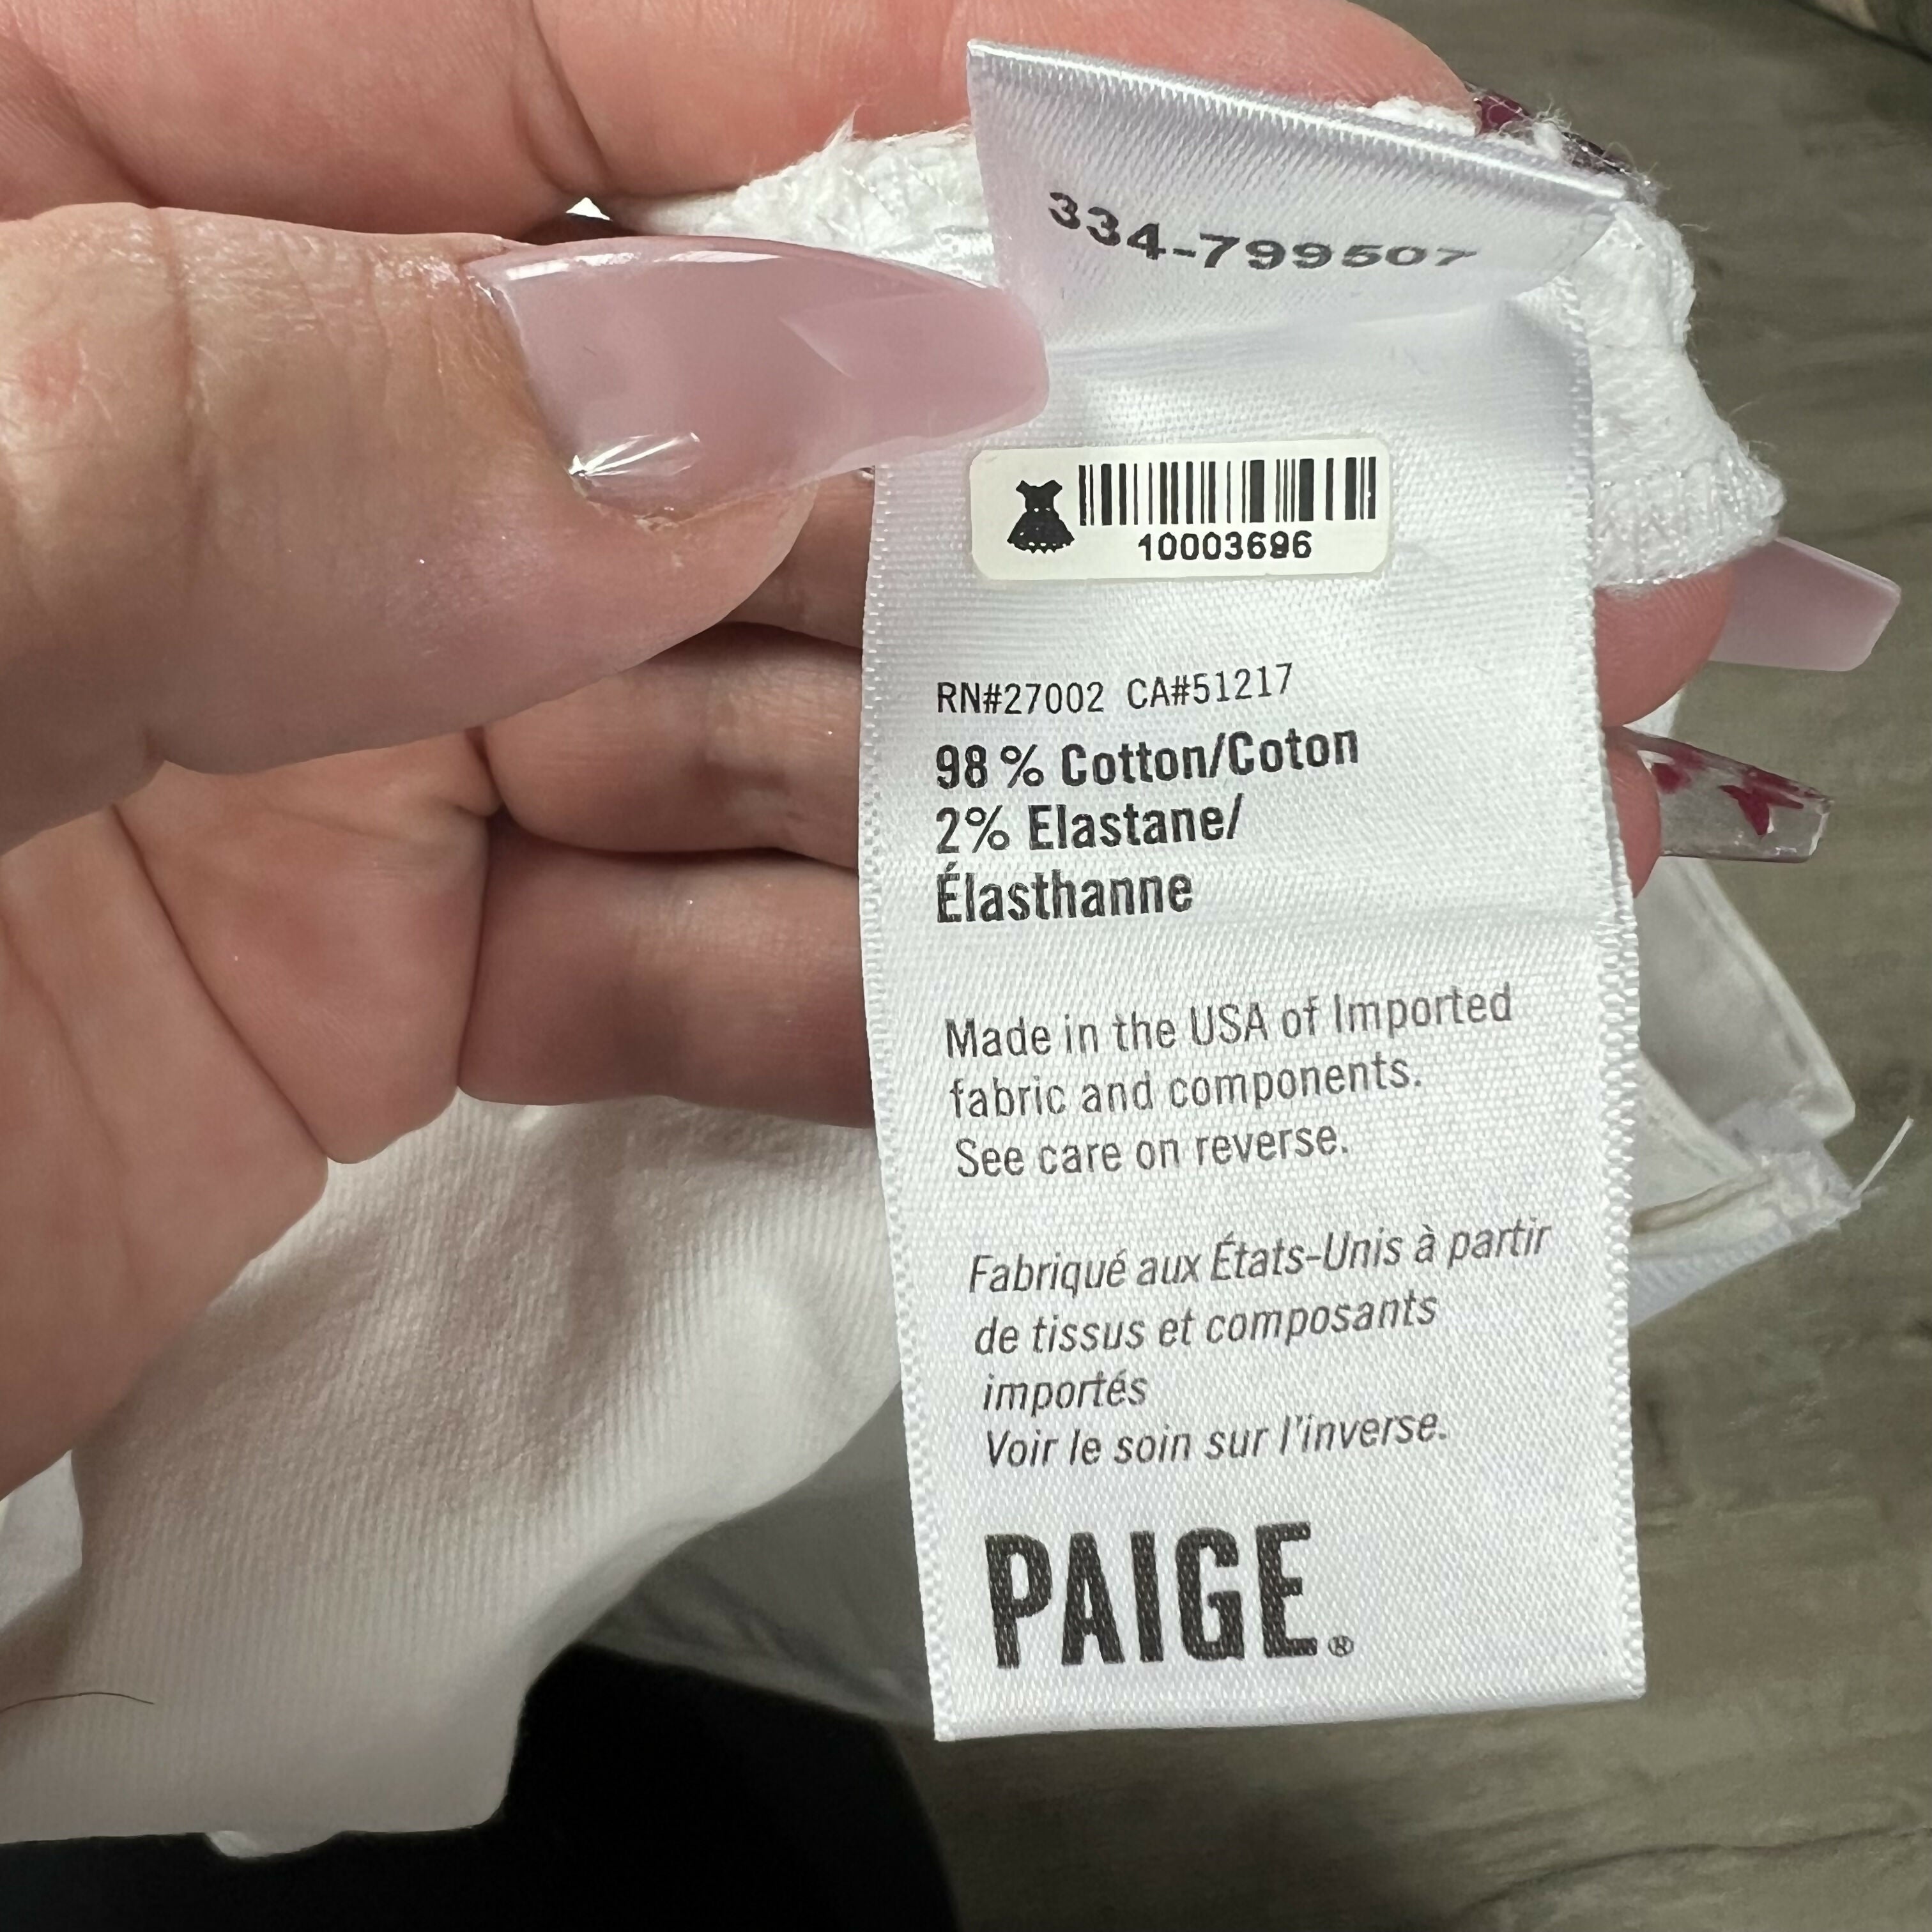 334-799507
10003696
RN#27002 CA#51217
98 % Cotton/Coton
2% Elastane/
Élasthanne
Made in the USA of Imported
fabric and components.
See care on reverse.
Fabriqué aux États-Unis à partir
de tissus et composants
importés
Voir le soin sur l'inverse.
PAIGE®